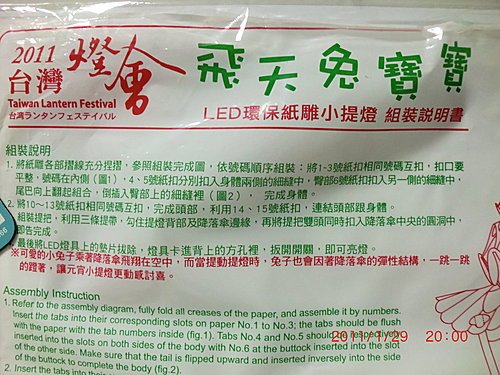 2011
台灣
燈會
Taiwan Lantern Festival
台湾ランタンフェスティバル
飛天兔寶寶
LED環保紙雕小提燈 組裝說明書
組裝說明
1. 將紙雕各部摺線充分捏摺，參照組裝完成圖，依號碼順序組裝：將1~3號紙扣相同號碼互扣，扣口要
平整，號碼在內側（圖1），4、5號紙扣分別扣入身體兩側的細縫中，臀部6號紙扣扣入另一側的細縫中，
尾巴向上翻起組合，倒插入臀部上的細縫裡（圖2），完成身體。
2. 將10～13號紙扣相同號碼互扣，完成頭部，利用14、15號紙扣，連結頭部跟身體。
組裝提把，利用三條提帶，勾住提燈背部及降落傘邊緣，再將提把雙頭同時扣入降落傘中央的圓洞中，
即告完成。
最後將LED燈具上的墊片拔除，燈具卡進背上的方孔裡，扳開開關，即可亮燈。
※可愛的小兔子乘著降落傘飛翔在空中，而當提動提燈時，兔子也會因著降落傘的彈性結構，一跳一跳
的蹬著，讓元宵小提燈更動感討喜。
Assembly Instruction
1. Refer to the assembly diagram, fully fold all creases of the paper, and assemble it by numbers.
Insert the tabs into their corresponding slots on paper No.1 to No.3; the tabs should be flush
with the paper with the tab numbers inside (fig.1). Tabs No.4 and No.5 should be respectively
inserted into the slots on both sides of the body with No.6 at the buttock inserted into the slot
of the other side. Make sure that the tail is flipped upward and inserted inversely into the side
of the buttock to complete the body (fig.2).
2. Insert the tabs into their
2011/1/29 20:00